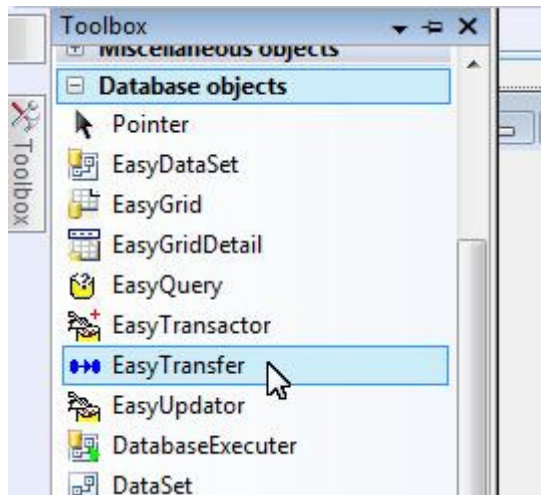 Toolbox
Miscellaneous objects
Database objects
Pointer
EasyDataSet
EasyGrid
EasyGridDetail
EasyQuery
EasyTransactor
EasyTransfer
EasyUpdator
DatabaseExecuter
DataSet
Toolbox